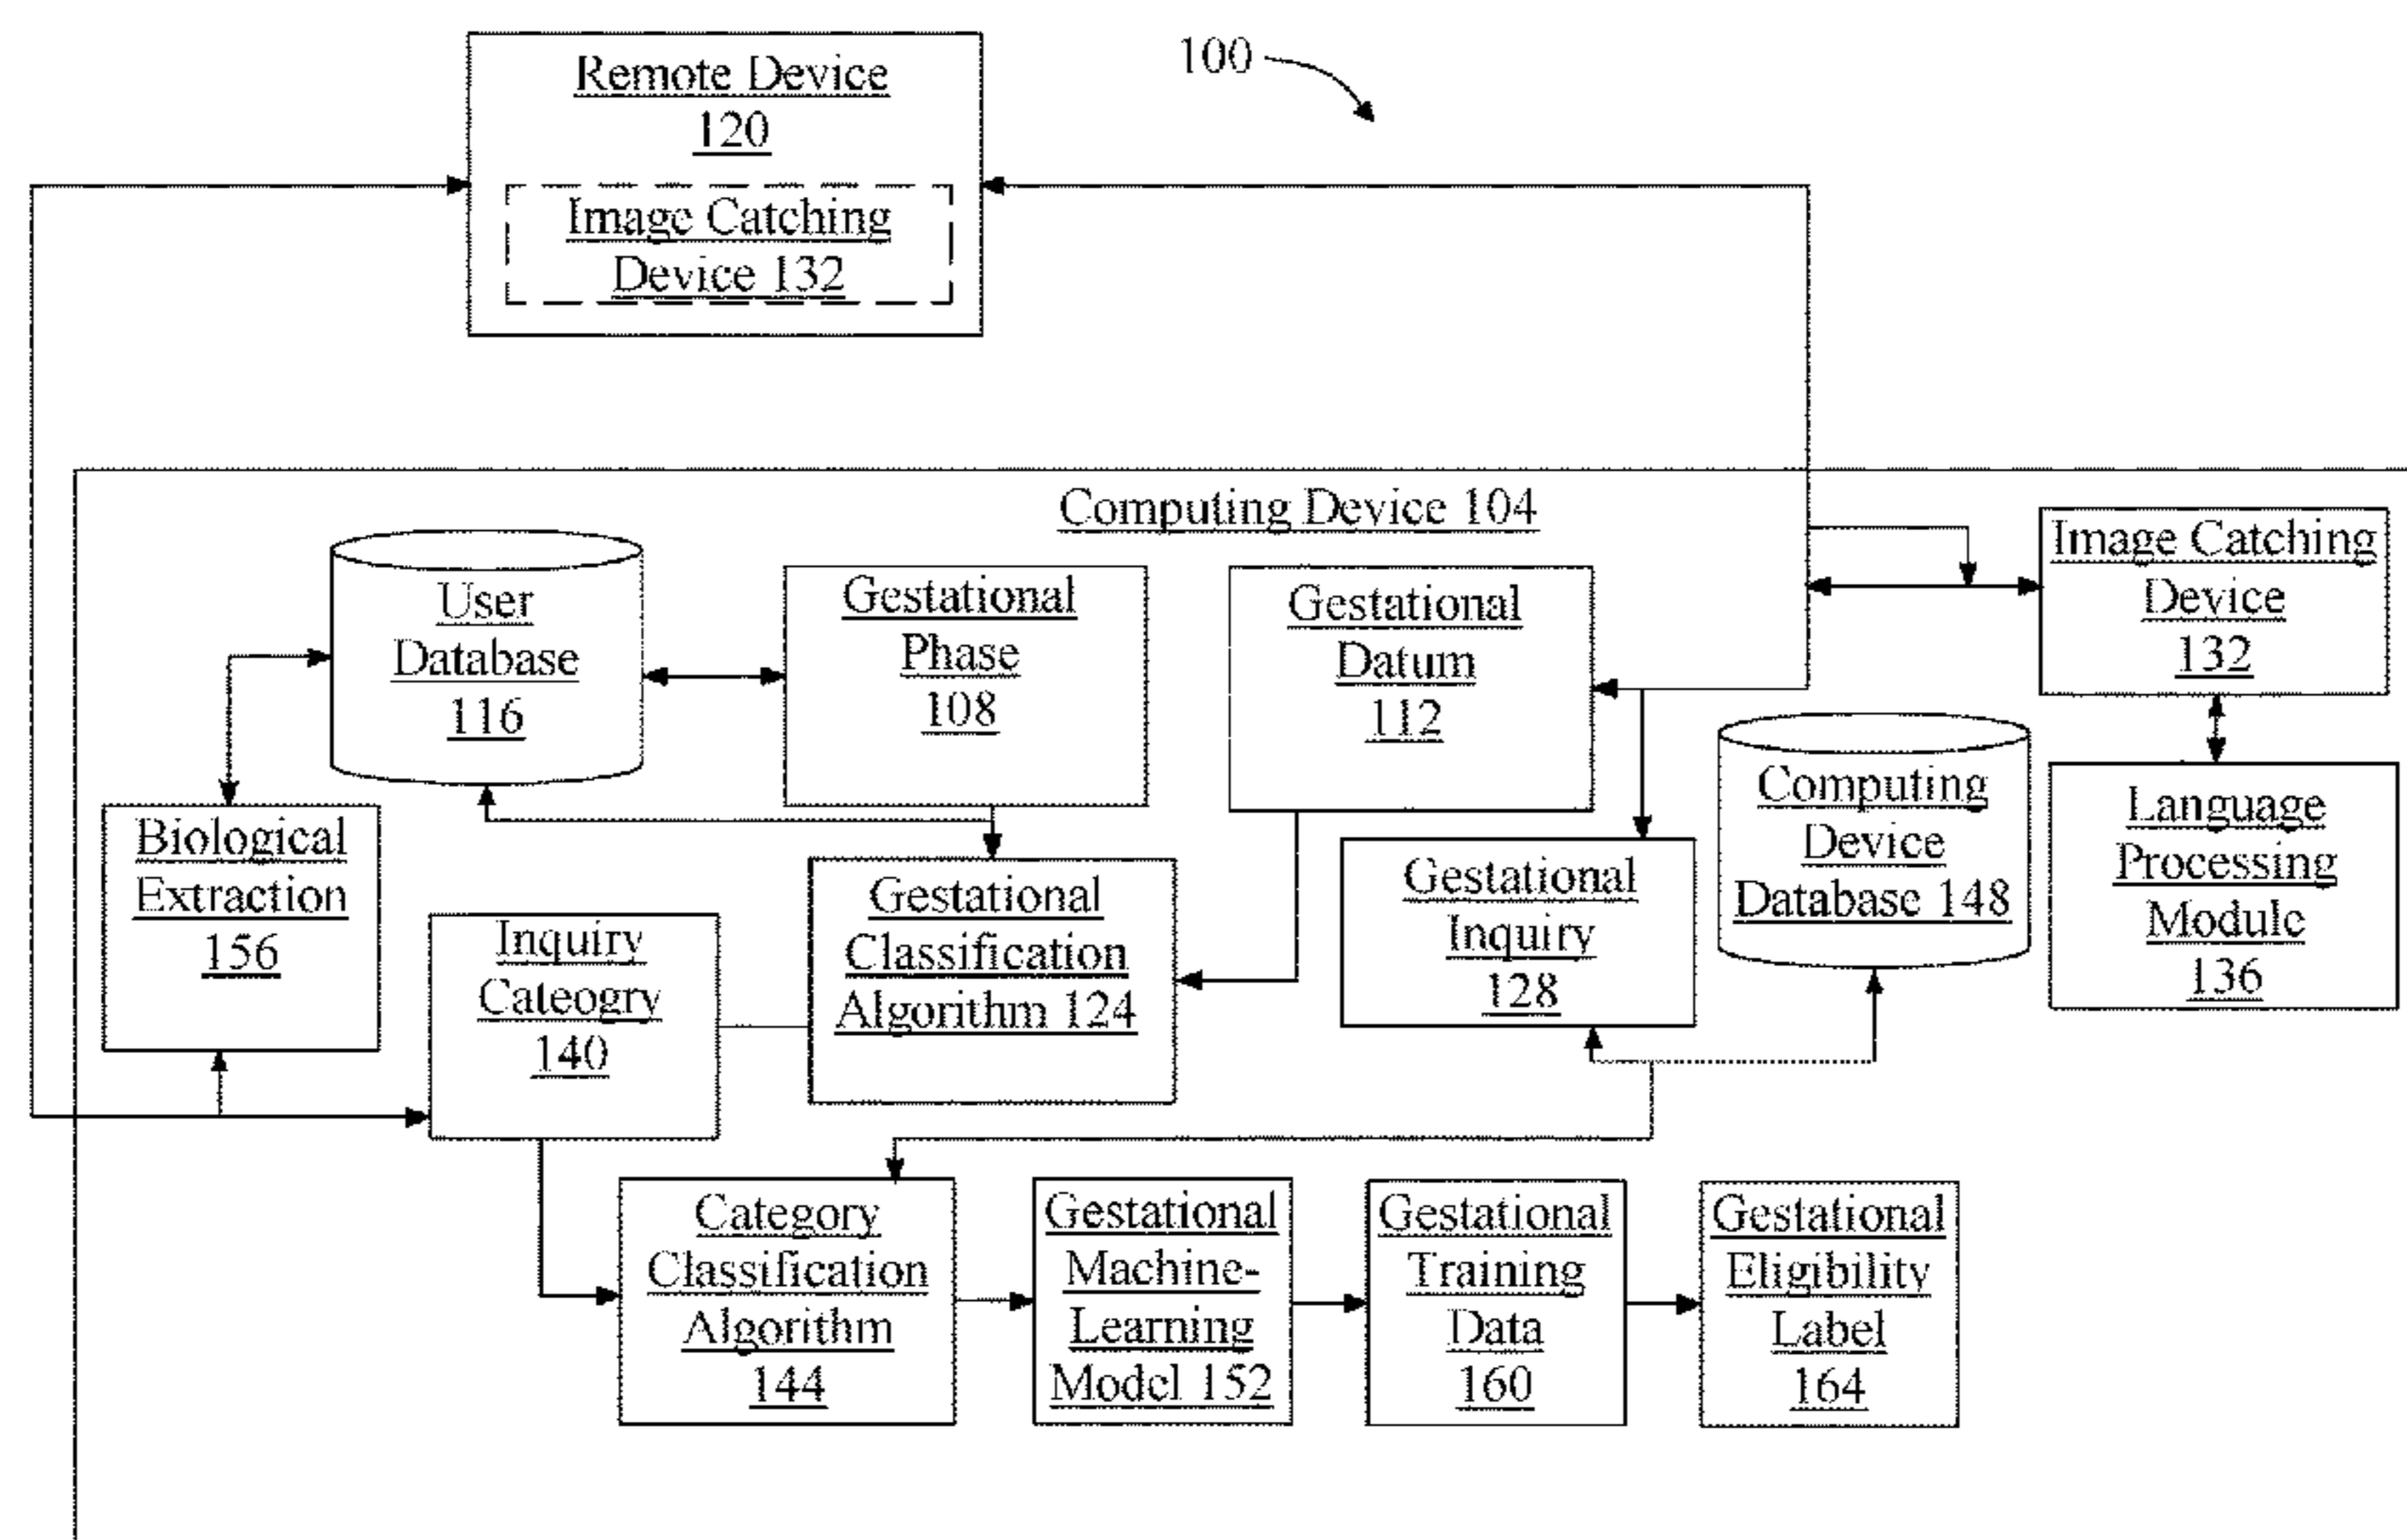 100
Remote Device
120
Image Catching
Device 132
Computing Device 104
User
Database
116
Gestational
Phase
108
Gestational
Datum
112
Image Catching
Device
132
Biological
Extraction
156
Inquiry
Cateogry
140
Gestational
Classification
Algorithm 124
Gestational
Inquiry
128
Computing
Device
Database 148
Language
Processing
Module
136
Category
Classification
Algorithm
144
Gestational
Machine-
Learning
Model 152
Gestational
Training
Data
160
Gestational
Eligibility
Label
164